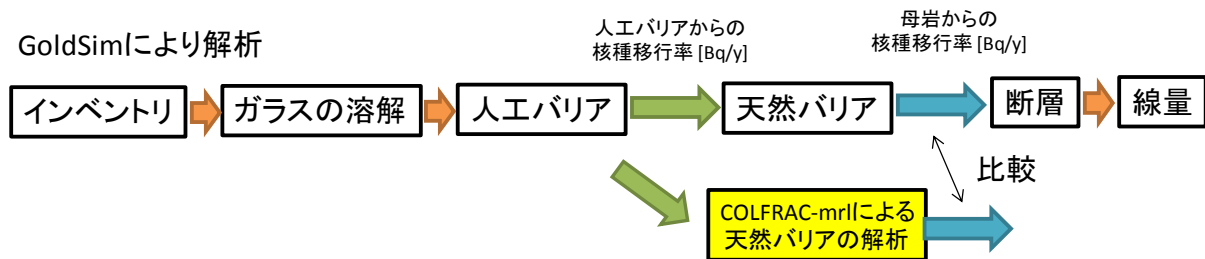 人工バリアからの
核種移行率 [Bq/y]
母岩からの
核種移行率 [Bq/y]
GoldSimにより解析
インベントリ
ガラスの溶解
人工バリア
天然バリア
断層
線量
比較
COLFRAC-mrlによる
天然バリアの解析